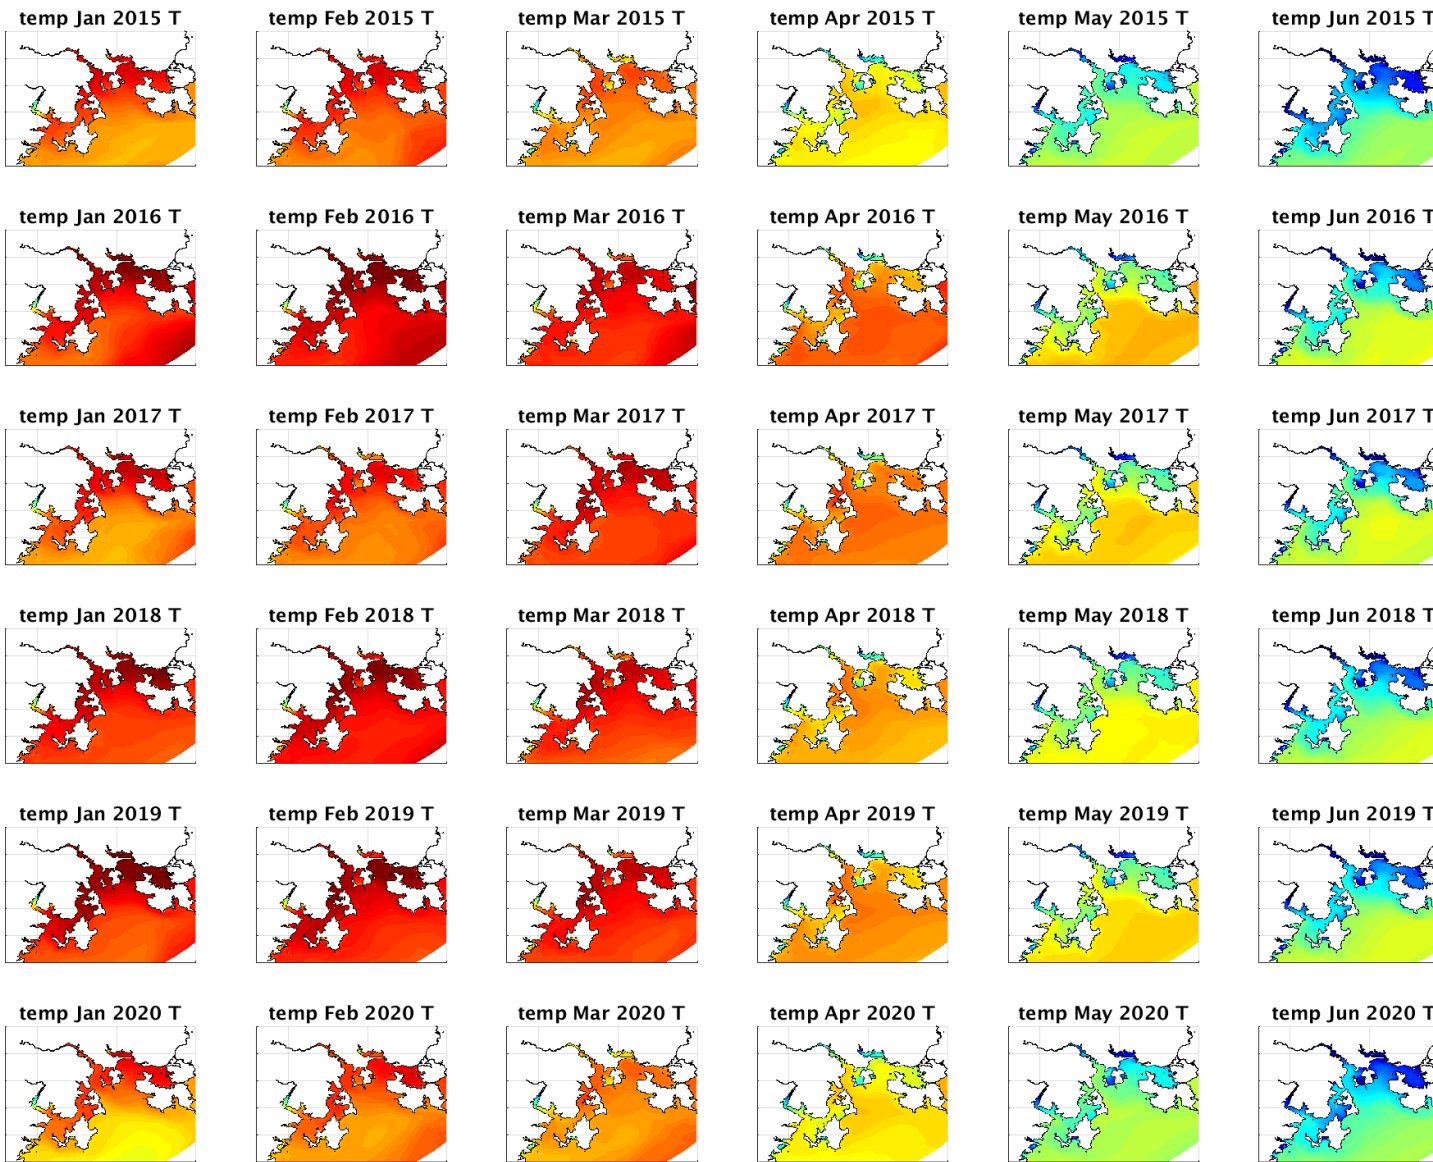 temp Jan 2015 T temp Feb 2015 T temp Mar 2015 T temp Apr 2015 T temp May 2015 T temp Jun 2015 T
temp Jan 2016 T temp Feb 2016 T temp Mar 2016 T temp Apr 2016 T temp May 2016 T temp Jun 2016 T
temp Jan 2017 T temp Feb 2017 T temp Mar 2017 T temp Apr 2017 T temp May 2017 T temp Jun 2017 T
temp Jan 2018 T temp Feb 2018 T temp Mar 2018 T temp Apr 2018 T temp May 2018 T temp Jun 2018 T
temp Jan 2019 T temp Feb 2019 T temp Mar 2019 T temp Apr 2019 T temp May 2019 T temp Jun 2019 T
temp Jan 2020 T temp Feb 2020 T temp Mar 2020 T temp Apr 2020 T temp May 2020 T temp Jun 2020 T